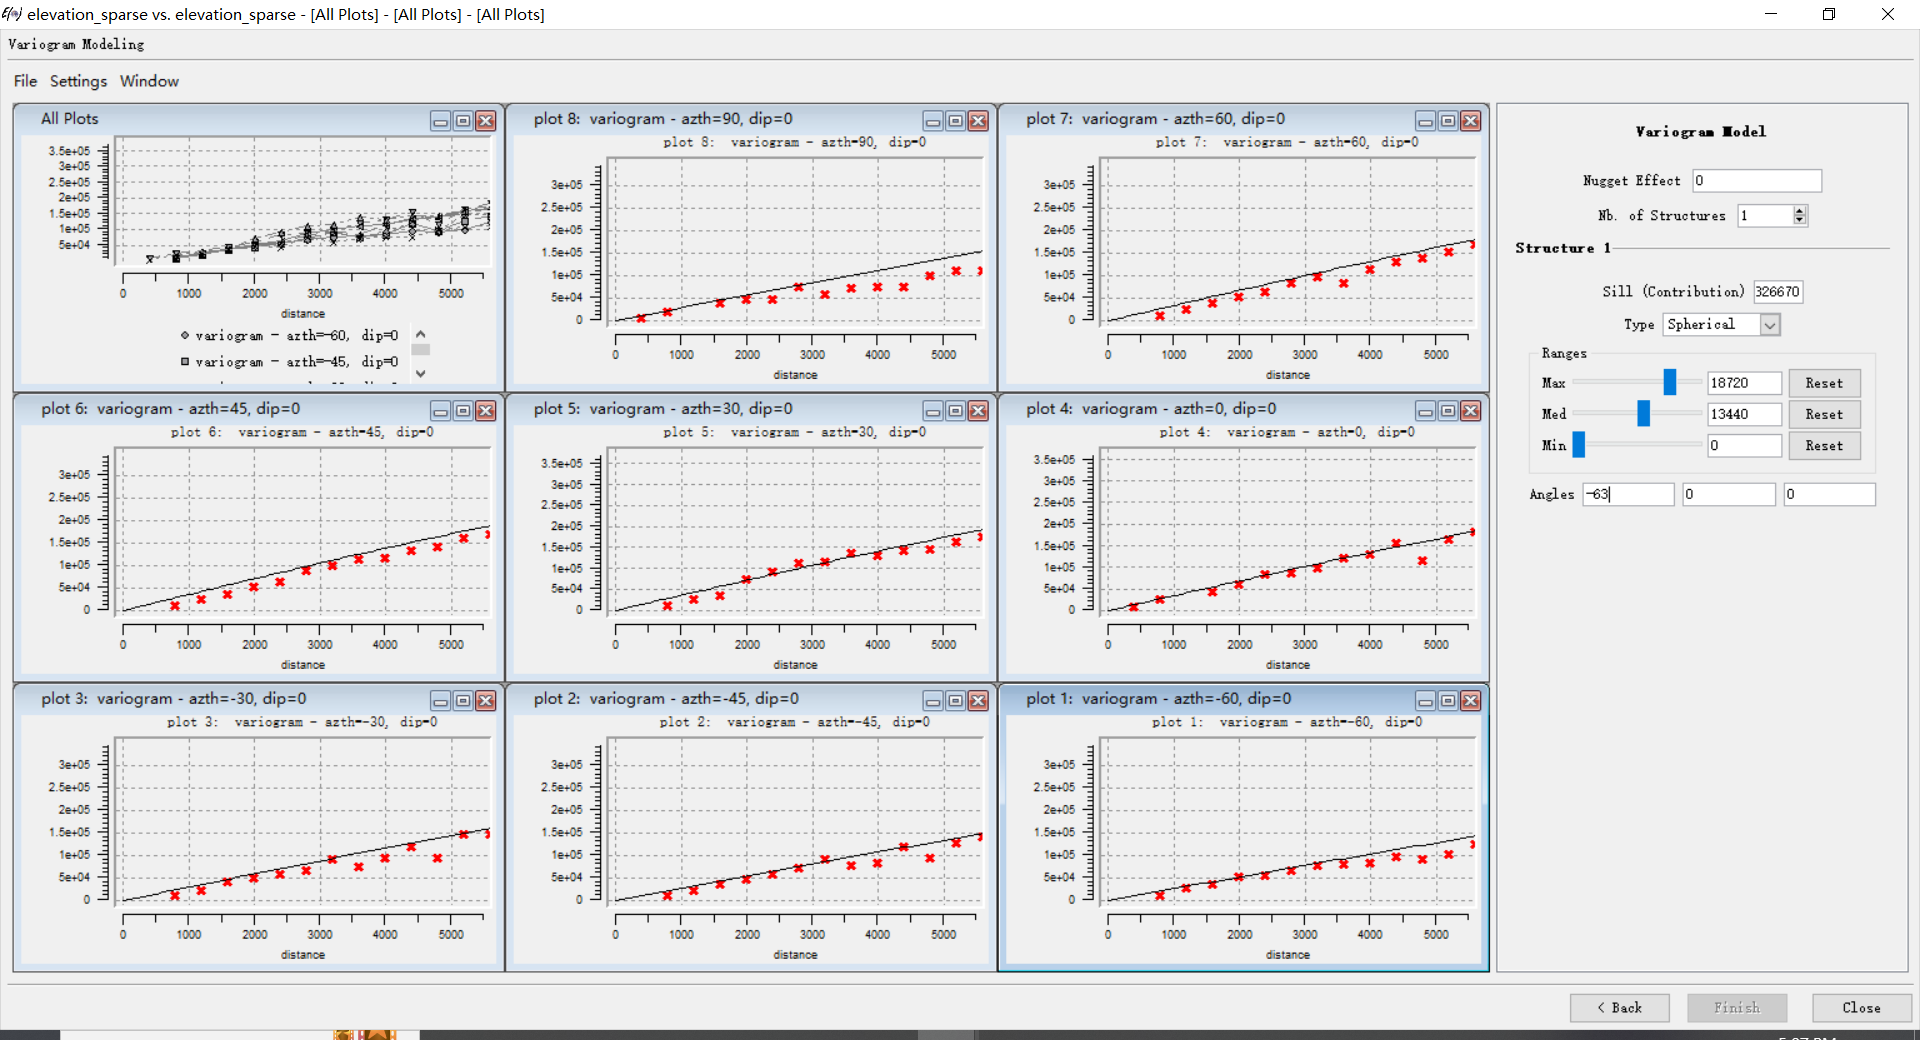 elevation_sparse vs. elevation_sparse - [All Plots] - [All Plots] - [All Plots]
Variogram Modeling
File Settings Window
All Plots
3.5e+05
3e+05
2.5e+05
2e+05
1.5e+05
1e+05
5e+04
0 1000 2000 3000 4000 5000
distance
variogram - azth=-60, dip=0
variogram - azth=-45, dip=0
plot 8: variogram - azth=90, dip=0
plot 8: variogram - azth=90, dip=0
3e+05
2.5e+05
2e+05
1.5e+05
1e+05
5e+04
0
0 1000 2000 3000 4000 5000
distance
plot 7: variogram - azth=60, dip=0
plot 7: variogram - azth=60, dip=0
3e+05
2.5e+05
2e+05
1.5e+05
1e+05
5e+04
0
0 1000 2000 3000 4000 5000
distance
plot 6: variogram - azth=45, dip=0
plot 6: variogram - azth=45, dip=0
3e+05
2.5e+05
2e+05
1.5e+05
1e+05
5e+04
0
0 1000 2000 3000 4000 5000
distance
plot 5: variogram - azth=30, dip=0
plot 5: variogram - azth=30, dip=0
3.5e+05
3e+05
2.5e+05
2e+05
1.5e+05
1e+05
5e+04
0
0 1000 2000 3000 4000 5000
distance
plot 4: variogram - azth=0, dip=0
plot 4: variogram - azth=0, dip=0
3.5e+05
3e+05
2.5e+05
2e+05
1.5e+05
1e+05
5e+04
0
0 1000 2000 3000 4000 5000
distance
plot 3: variogram - azth=-30, dip=0
plot 3: variogram - azth=-30, dip=0
3e+05
2.5e+05
2e+05
1.5e+05
1e+05
5e+04
0
0 1000 2000 3000 4000 5000
distance
plot 2: variogram - azth=-45, dip=0
plot 2: variogram - azth=-45, dip=0
3e+05
2.5e+05
2e+05
1.5e+05
1e+05
5e+04
0
0 1000 2000 3000 4000 5000
distance
plot 1: variogram - azth=-60, dip=0
plot 1: variogram - azth=-60, dip=0
3e+05
2.5e+05
2e+05
1.5e+05
1e+05
5e+04
0
0 1000 2000 3000 4000 5000
distance
Variogram Model
Nugget Effect 0
Nb. of Structures 1
Structure 1
Sill (Contribution) 326670
Type Spherical
Ranges
Max 18720 Reset
Med 13440 Reset
Min 0 Reset
Angles -63 0 0
< Back Finish Close